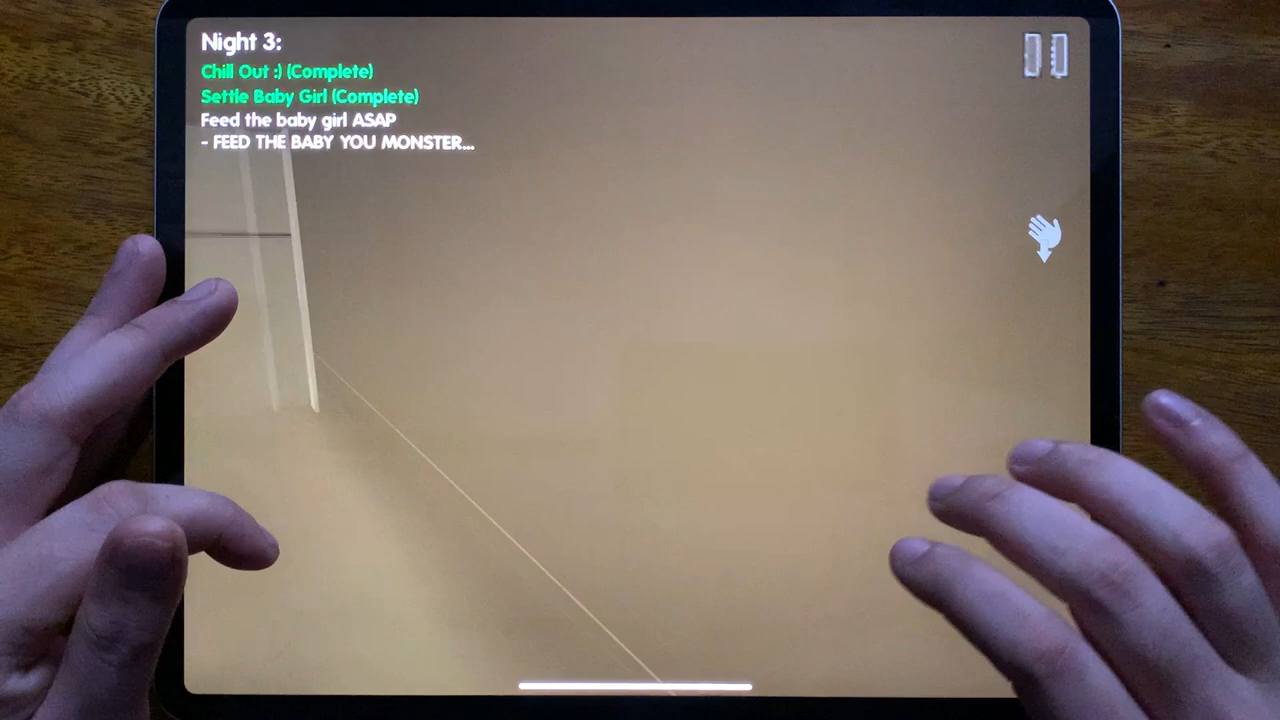 Night 3:
Chill Out :) (Complete)
Settle Baby Girl (Complete)
Feed the baby girl ASAP
- FEED THE BABY YOU MONSTER...